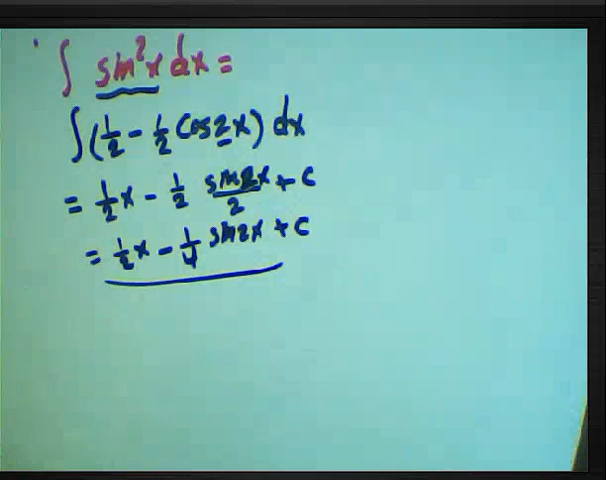 ∫ sin²x dx =
∫(½ - ½ cos2x) dx
= ½x - ½ sin2x/2 + c
= ½x - ¼ sin2x + c